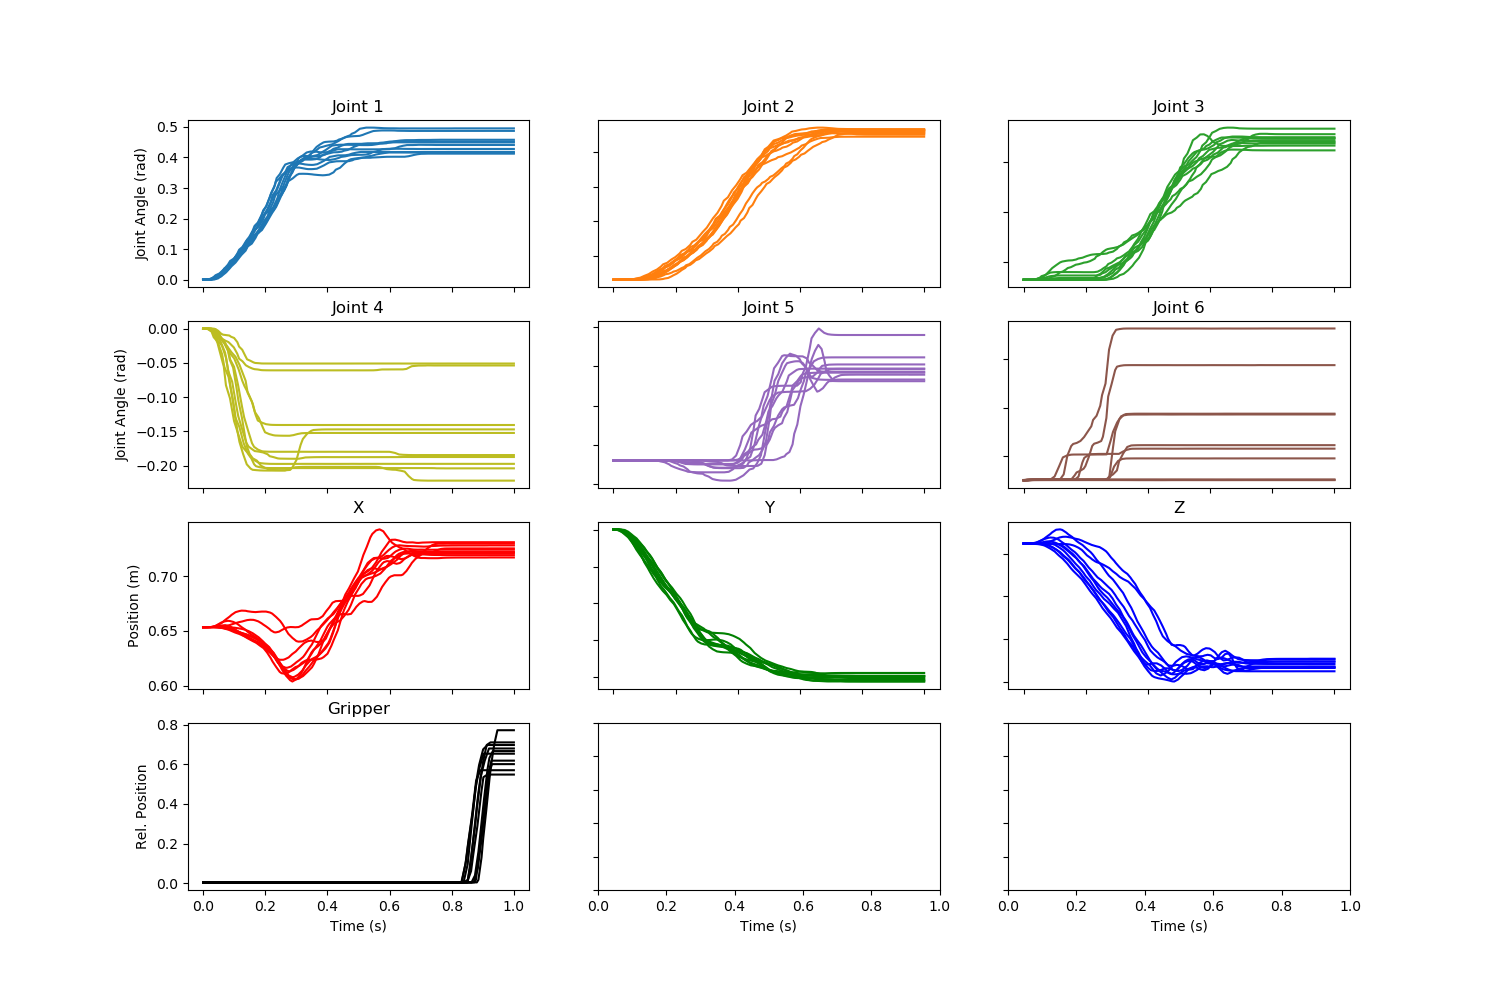 Joint 1 Joint 2 Joint 3
0.5
0.4
0.3
0.2
0.1
0.0
Joint Angle (rad)
Joint 4 Joint 5 Joint 6
0.00
−0.05
−0.10
−0.15
−0.20
Joint Angle (rad)
X Y Z
0.70
0.65
0.60
Position (m)
Gripper
0.8
0.6
0.4
0.2
0.0
Rel. Position
0.0 0.2 0.4 0.6 0.8 1.0 0.0 0.2 0.4 0.6 0.8 1.0 0.0 0.2 0.4 0.6 0.8 1.0
Time (s) Time (s) Time (s)